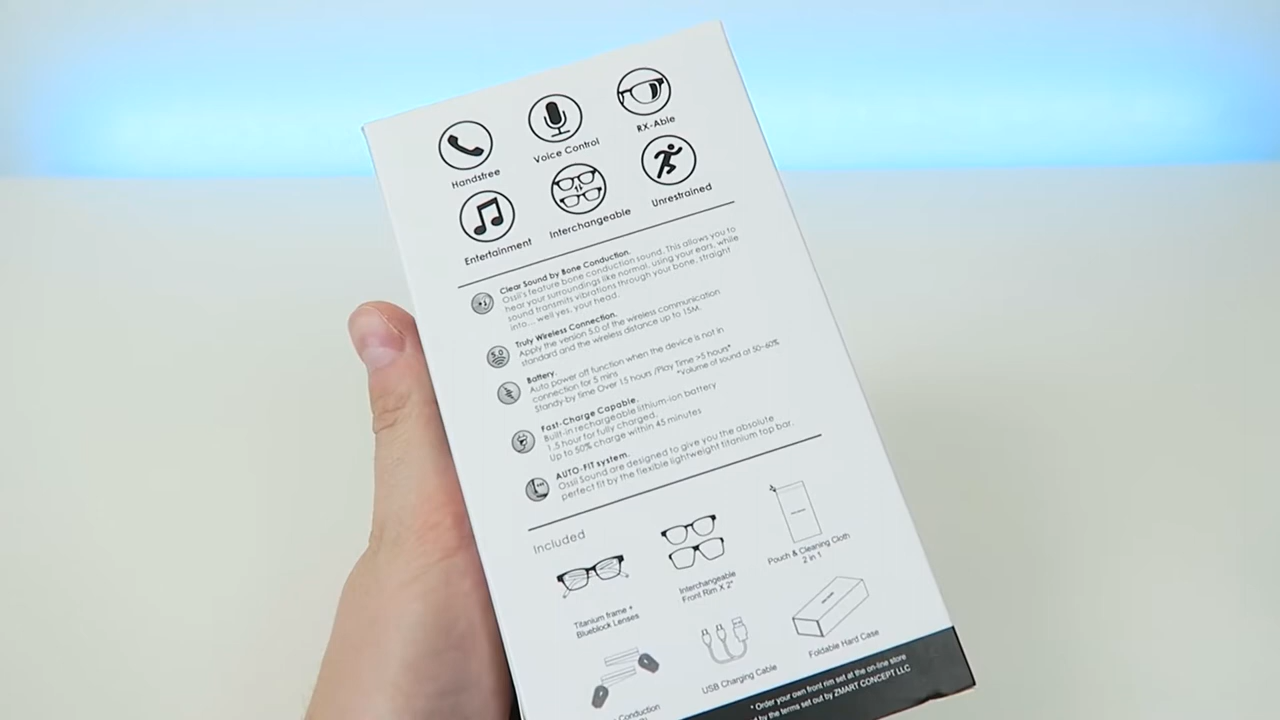 Handsfree
Voice Control
RX-Able
Entertainment
Interchangeable
Unrestrained
Clear Sound by Bone Conduction.
Ossii's feature bone conduction sound. This allows you to
hear your surroundings like normal, using your ears, while
sound transmits vibrations through your bone, straight
into... well yes, your head.
5.0
Truly Wireless Connection.
Apply the version 5.0 of the wireless communication
standard and the wireless distance up to 15M.
Battery.
Auto power off function when the device is not in
connection for 5 mins
Standy-by time Over 15 hours /Play Time >5 hours*
*Volume of sound at 50~60%
Fast-Charge Capable.
Built-in rechargeable lithium-ion battery
1.5 hour for fully charged.
Up to 50% charge within 45 minutes
AUTO-FIT system.
Ossii Sound are designed to give you the absolute
perfect fit by the flexible lightweight titanium top bar.
Included
Titanium frame +
Blueblock Lenses
Interchangeable
Front Rim X 2*
Pouch & Cleaning Cloth
2 in 1
Conduction
USB Charging Cable
Foldable Hard Case
* Order your own front rim set at the on-line store
by the terms set out by ZMART CONCEPT LLC